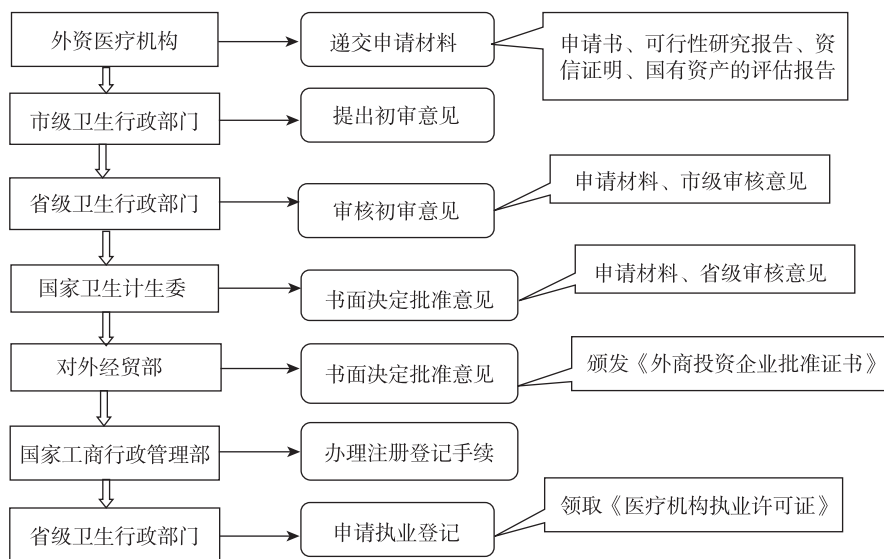 外资医疗机构
递交申请材料
申请书、可行性研究报告、资
信证明、国有资产的评估报告
市级卫生行政部门
提出初审意见
省级卫生行政部门
审核初审意见
申请材料、市级审核意见
国家卫生计生委
书面决定批准意见
申请材料、省级审核意见
对外经贸部
书面决定批准意见
颁发《外商投资企业批准证书》
国家工商行政管理部
办理注册登记手续
省级卫生行政部门
申请执业登记
领取《医疗机构执业许可证》